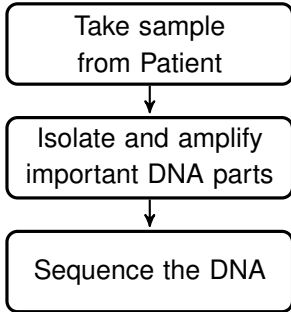 Take sample
from Patient
Isolate and amplify
important DNA parts
Sequence the DNA